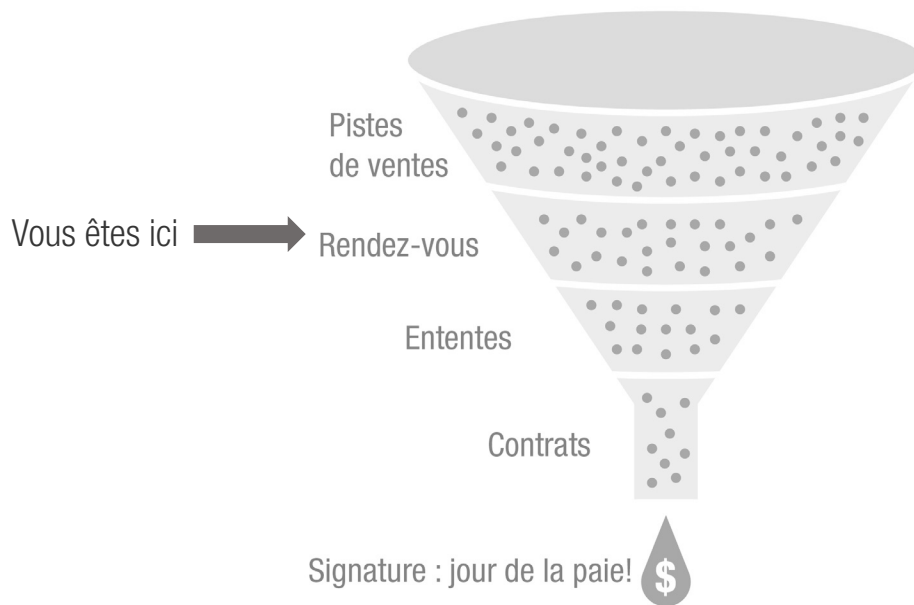 Pistes
de ventes
Vous êtes ici
Rendez-vous
Ententes
Contrats
Signature : jour de la paie!
$